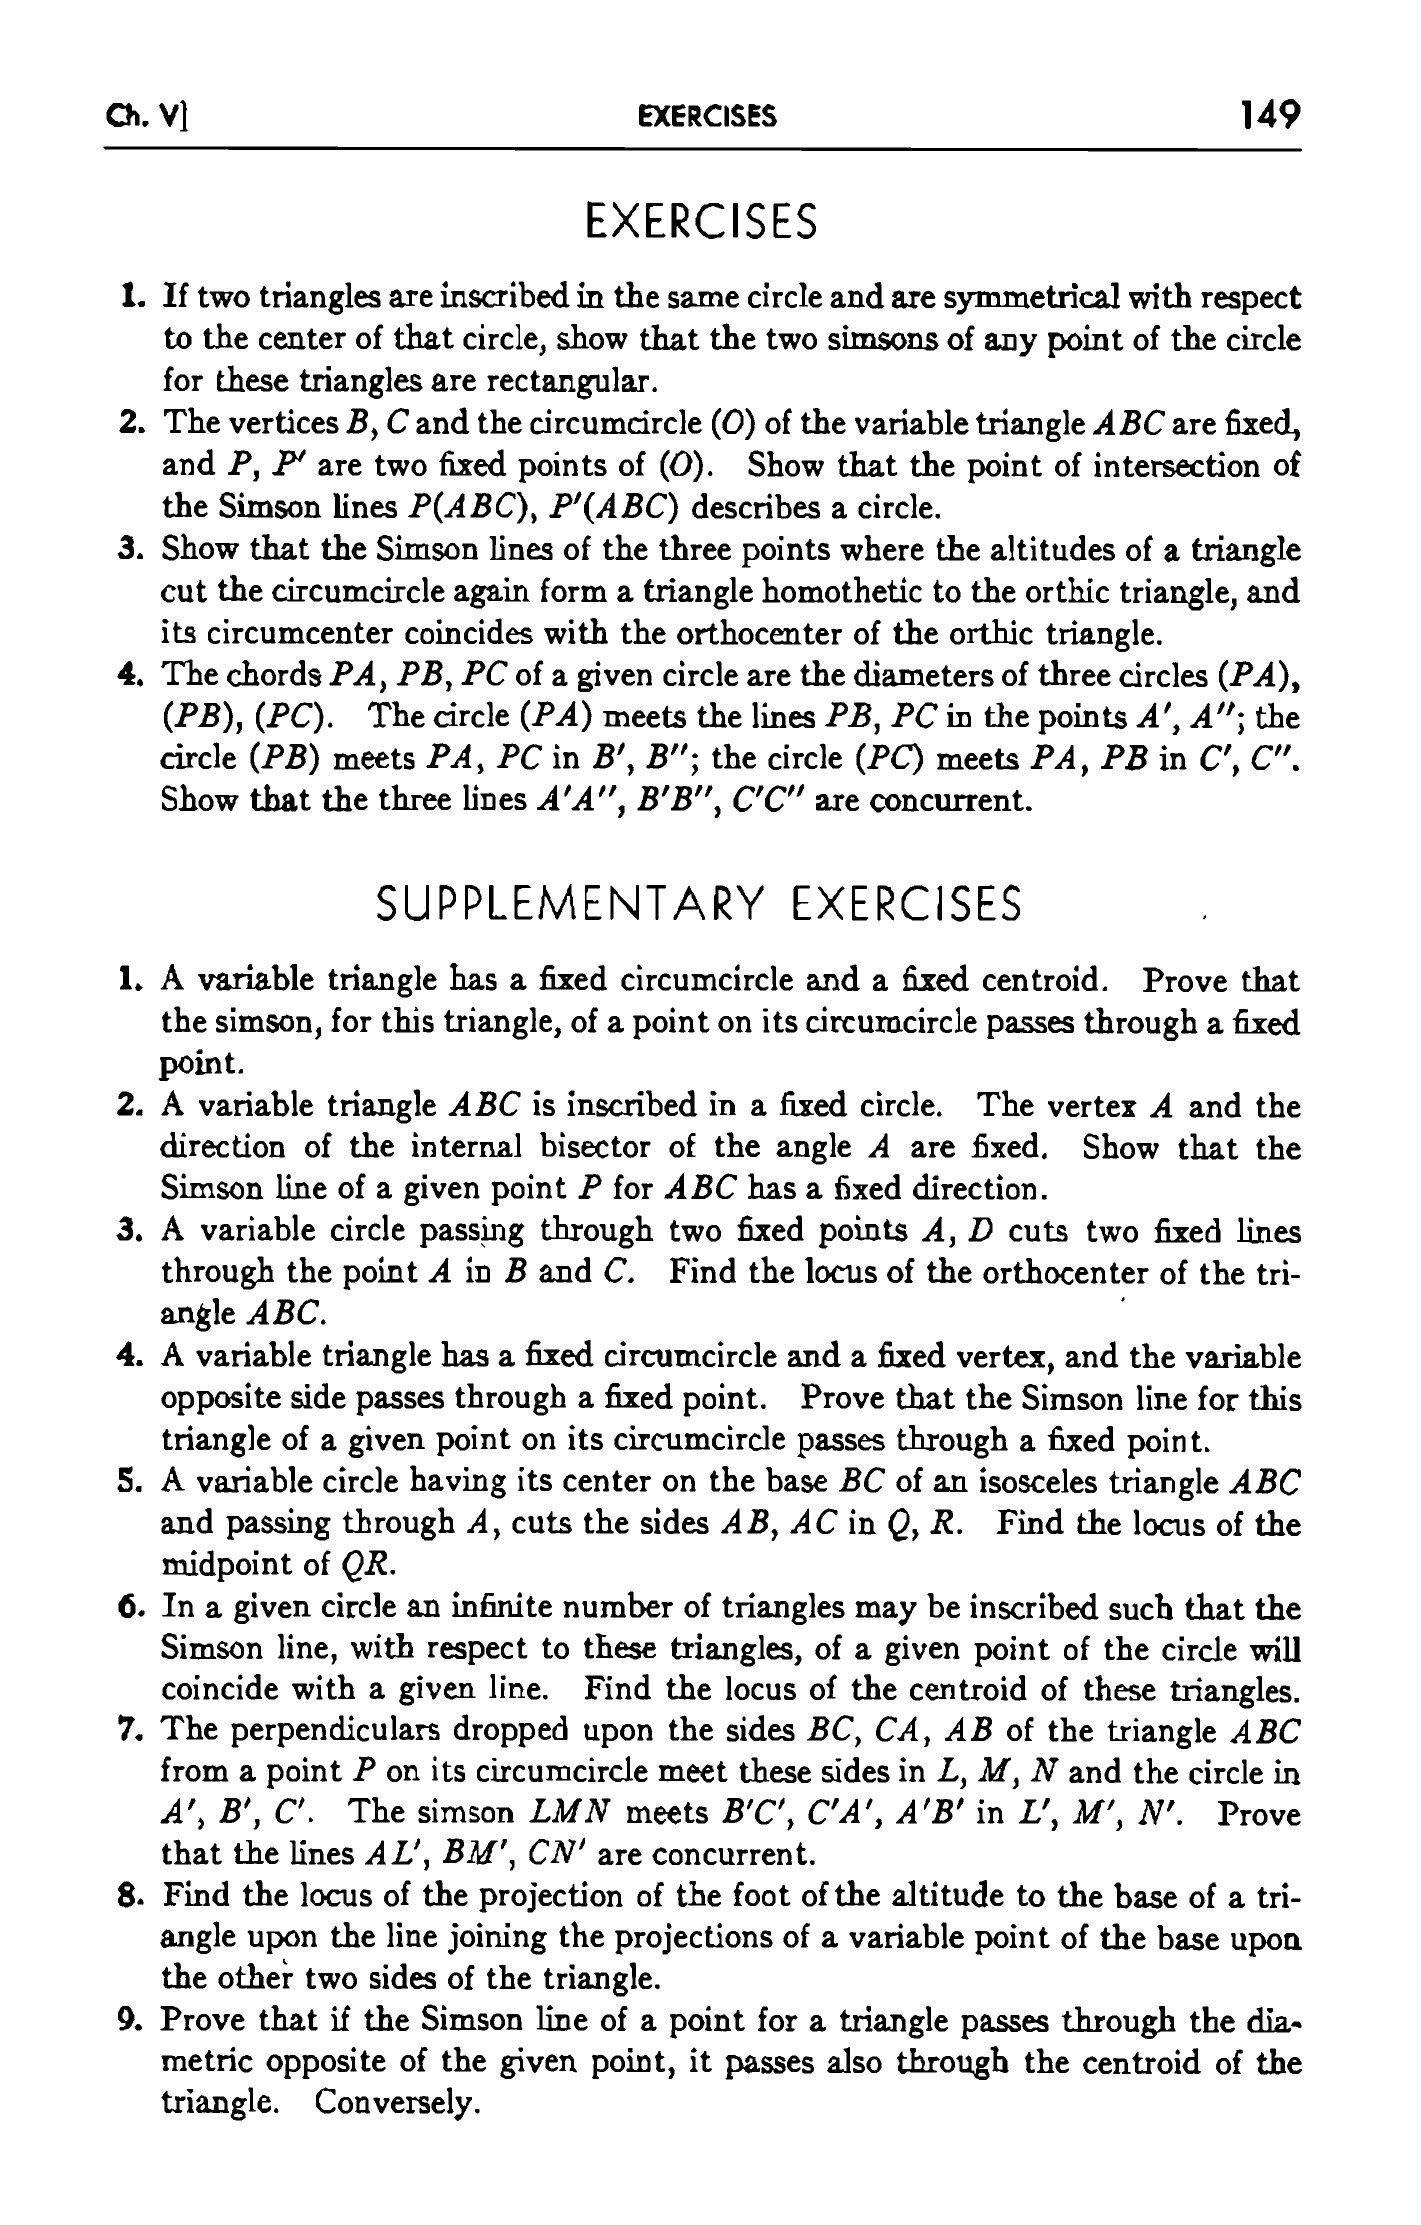 Ch. V] EXERCISES 149
EXERCISES
1. If two triangles are inscribed in the same circle and are symmetrical with respect
to the center of that circle, show that the two simsons of any point of the circle
for these triangles are rectangular.
2. The vertices B, C and the circumcircle (O) of the variable triangle ABC are fixed,
and P, P' are two fixed points of (O). Show that the point of intersection of
the Simson lines P(ABC), P'(ABC) describes a circle.
3. Show that the Simson lines of the three points where the altitudes of a triangle
cut the circumcircle again form a triangle homothetic to the orthic triangle, and
its circumcenter coincides with the orthocenter of the orthic triangle.
4. The chords PA, PB, PC of a given circle are the diameters of three circles (PA),
(PB), (PC). The circle (PA) meets the lines PB, PC in the points A', A''; the
circle (PB) meets PA, PC in B', B''; the circle (PC) meets PA, PB in C', C''.
Show that the three lines A'A'', B'B'', C'C'' are concurrent.
SUPPLEMENTARY EXERCISES
1. A variable triangle has a fixed circumcircle and a fixed centroid. Prove that
the simson, for this triangle, of a point on its circumcircle passes through a fixed
point.
2. A variable triangle ABC is inscribed in a fixed circle. The vertex A and the
direction of the internal bisector of the angle A are fixed. Show that the
Simson line of a given point P for ABC has a fixed direction.
3. A variable circle passing through two fixed points A, D cuts two fixed lines
through the point A in B and C. Find the locus of the orthocenter of the tri-
angle ABC.
4. A variable triangle has a fixed circumcircle and a fixed vertex, and the variable
opposite side passes through a fixed point. Prove that the Simson line for this
triangle of a given point on its circumcircle passes through a fixed point.
5. A variable circle having its center on the base BC of an isosceles triangle ABC
and passing through A, cuts the sides AB, AC in Q, R. Find the locus of the
midpoint of QR.
6. In a given circle an infinite number of triangles may be inscribed such that the
Simson line, with respect to these triangles, of a given point of the circle will
coincide with a given line. Find the locus of the centroid of these triangles.
7. The perpendiculars dropped upon the sides BC, CA, AB of the triangle ABC
from a point P on its circumcircle meet these sides in L, M, N and the circle in
A', B', C'. The simson LMN meets B'C', C'A', A'B' in L', M', N'. Prove
that the lines AL', BM', CN' are concurrent.
8. Find the locus of the projection of the foot of the altitude to the base of a tri-
angle upon the line joining the projections of a variable point of the base upon
the other two sides of the triangle.
9. Prove that if the Simson line of a point for a triangle passes through the dia-
metric opposite of the given point, it passes also through the centroid of the
triangle. Conversely.